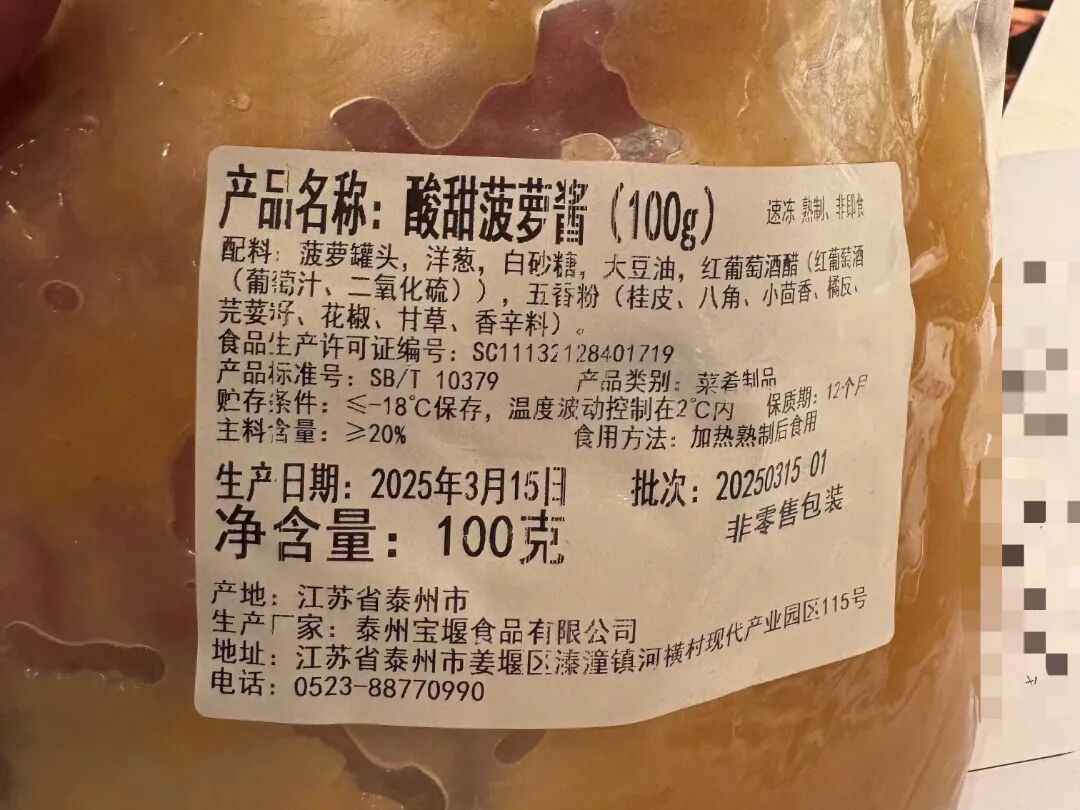 产品名称：酸甜菠萝酱（100g）
速冻 熟制、非即食
配料：菠萝罐头，洋葱，白砂糖，大豆油，红葡萄酒醋（红葡萄酒
（葡萄汁、二氧化硫）），五香粉（桂皮、八角、小茴香、橘皮、
芫荽籽、花椒、甘草、香辛料）。
食品生产许可证编号：SC11132128401719
产品标准号：SB/T 10379 产品类别：菜肴制品
贮存条件：≤-18℃保存，温度波动控制在2℃内 保质期：12个月
主料含量：≥20% 食用方法：加热熟制后食用
生产日期：2025年3月15日 批次：20250315 01
净含量：100克 非零售包装
产地：江苏省泰州市
生产厂家：泰州宝堰食品有限公司
地址：江苏省泰州市姜堰区溱潼镇河横村现代产业园区115号
电话：0523-88770990